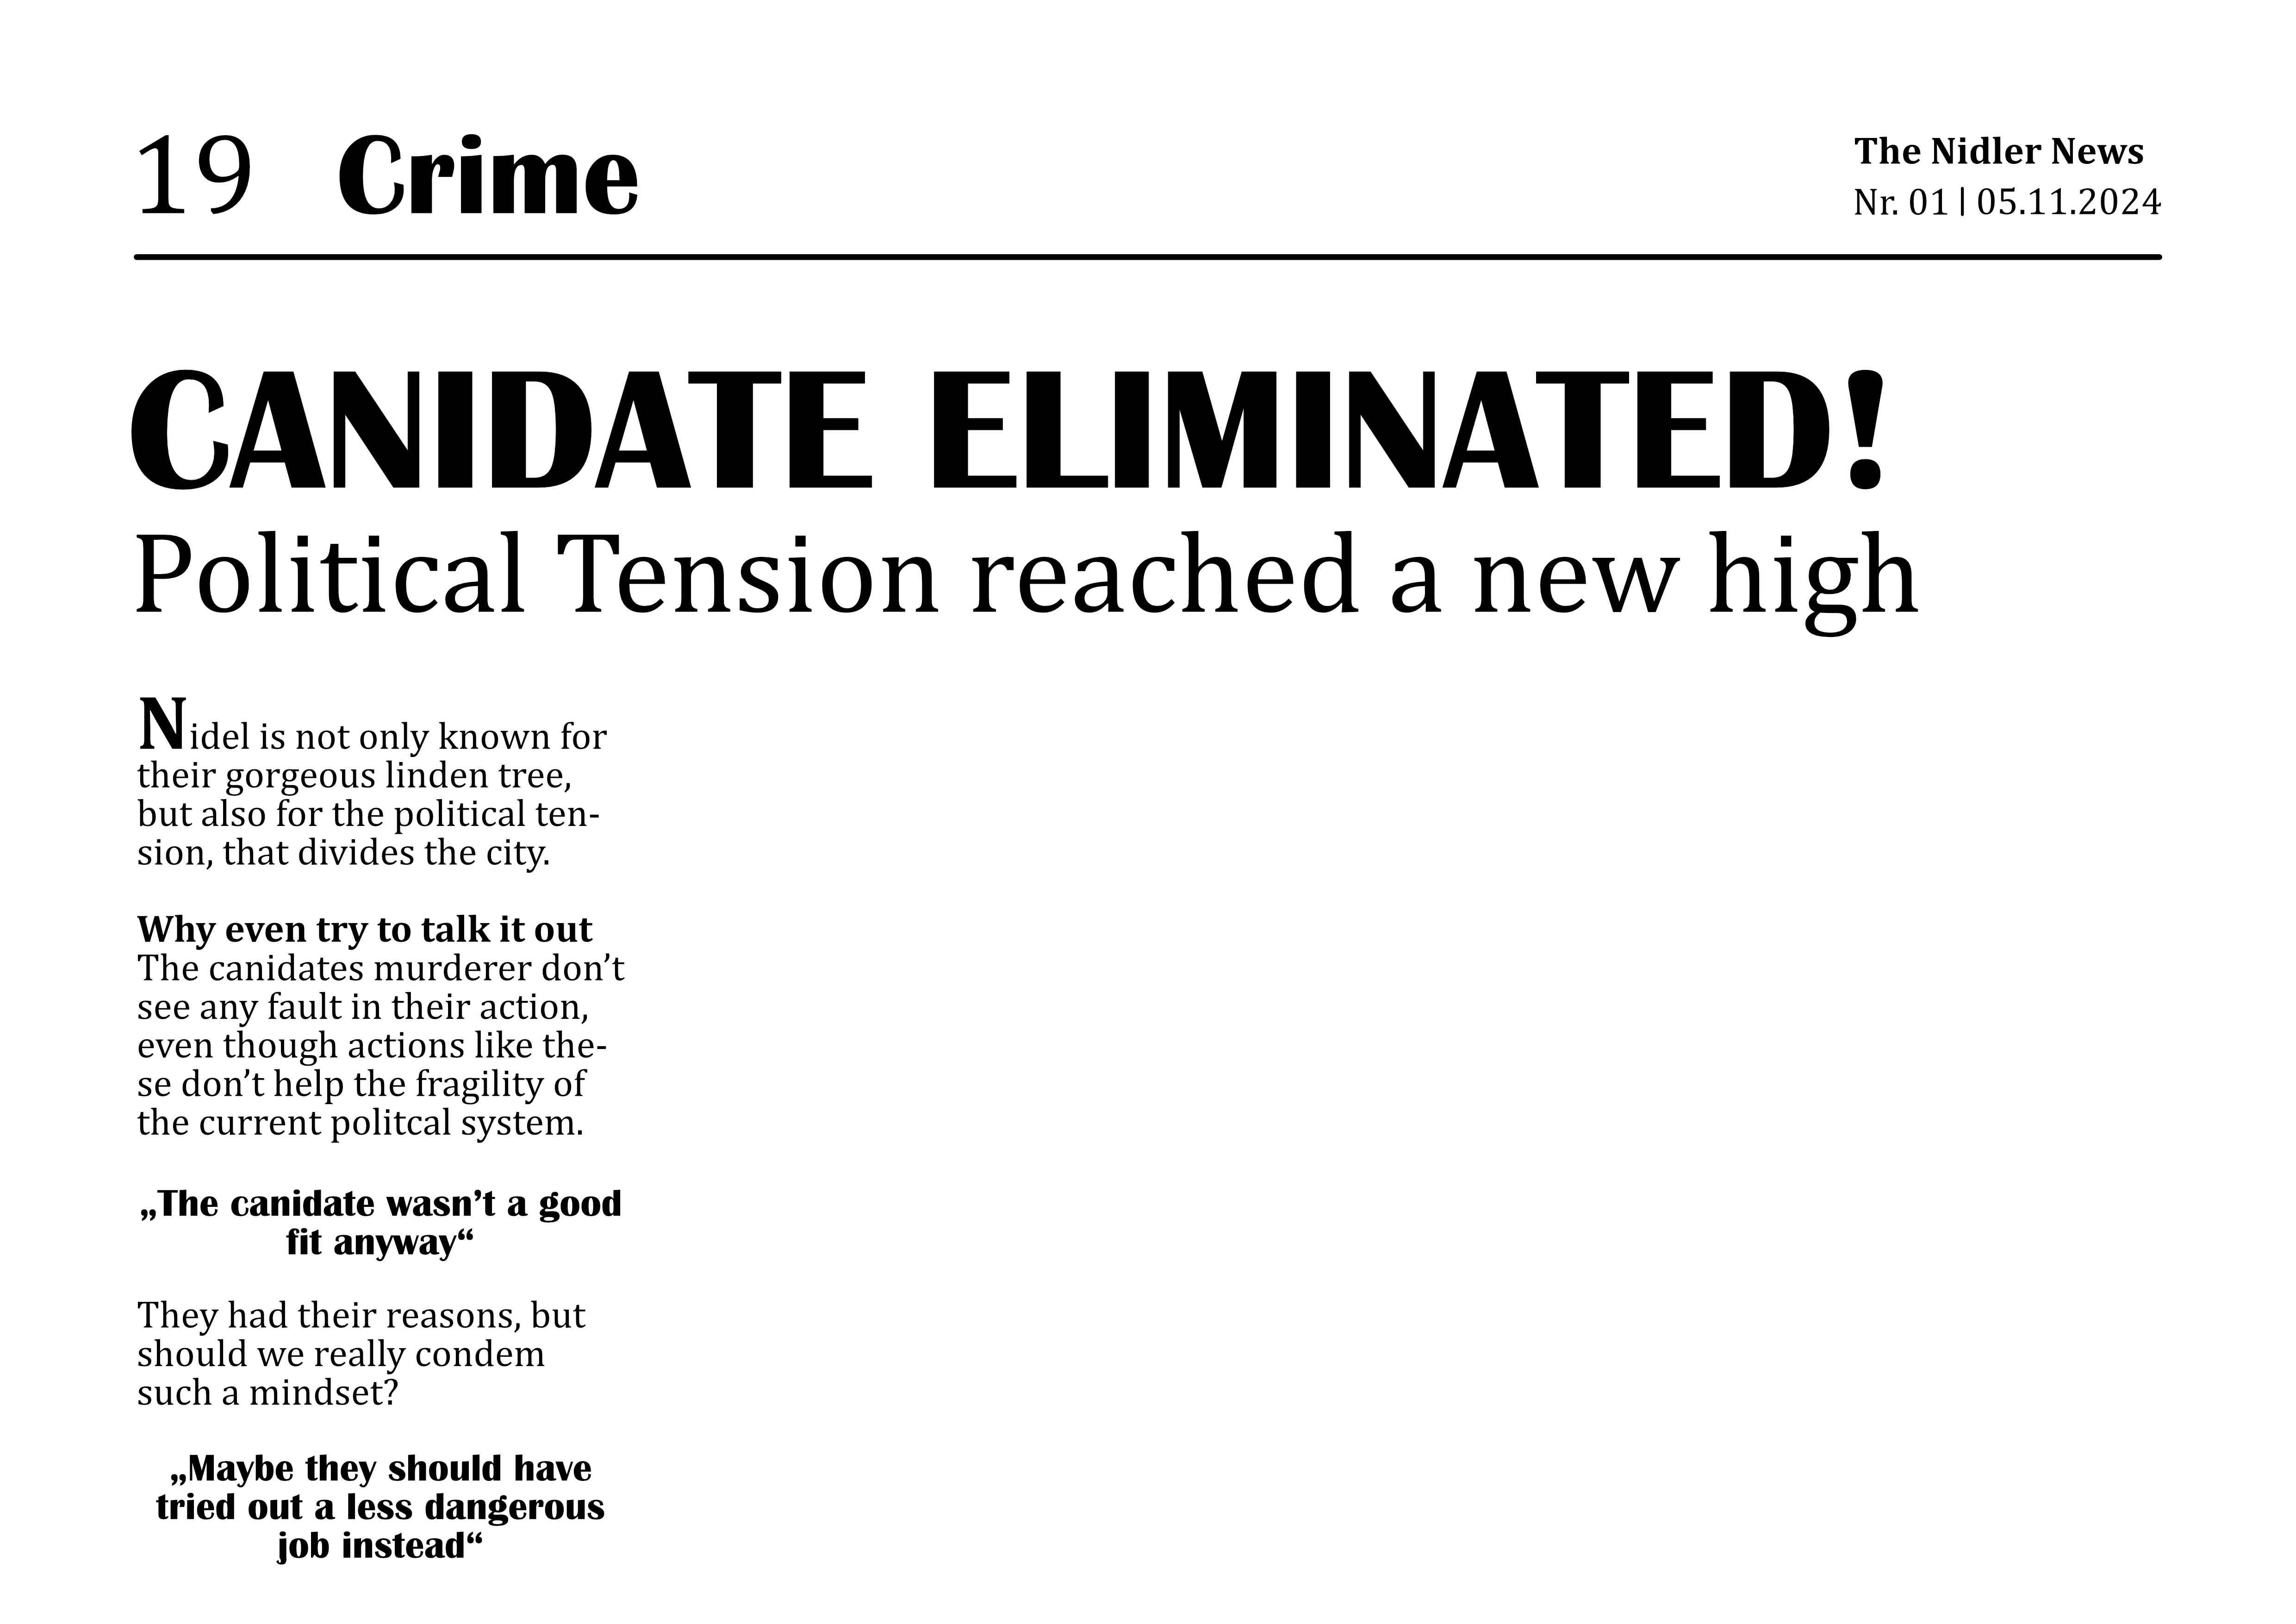 19 Crime
The Nidler News
Nr. 01 | 05.11.2024
CANIDATE ELIMINATED!
Political Tension reached a new high
Nidel is not only known for
their gorgeous linden tree,
but also for the political ten-
sion, that divides the city.
Why even try to talk it out
The canidates murderer don’t
see any fault in their action,
even though actions like the-
se don’t help the fragility of
the current politcal system.
„The canidate wasn’t a good
fit anyway“
They had their reasons, but
should we really condem
such a mindset?
„Maybe they should have
tried out a less dangerous
job instead“